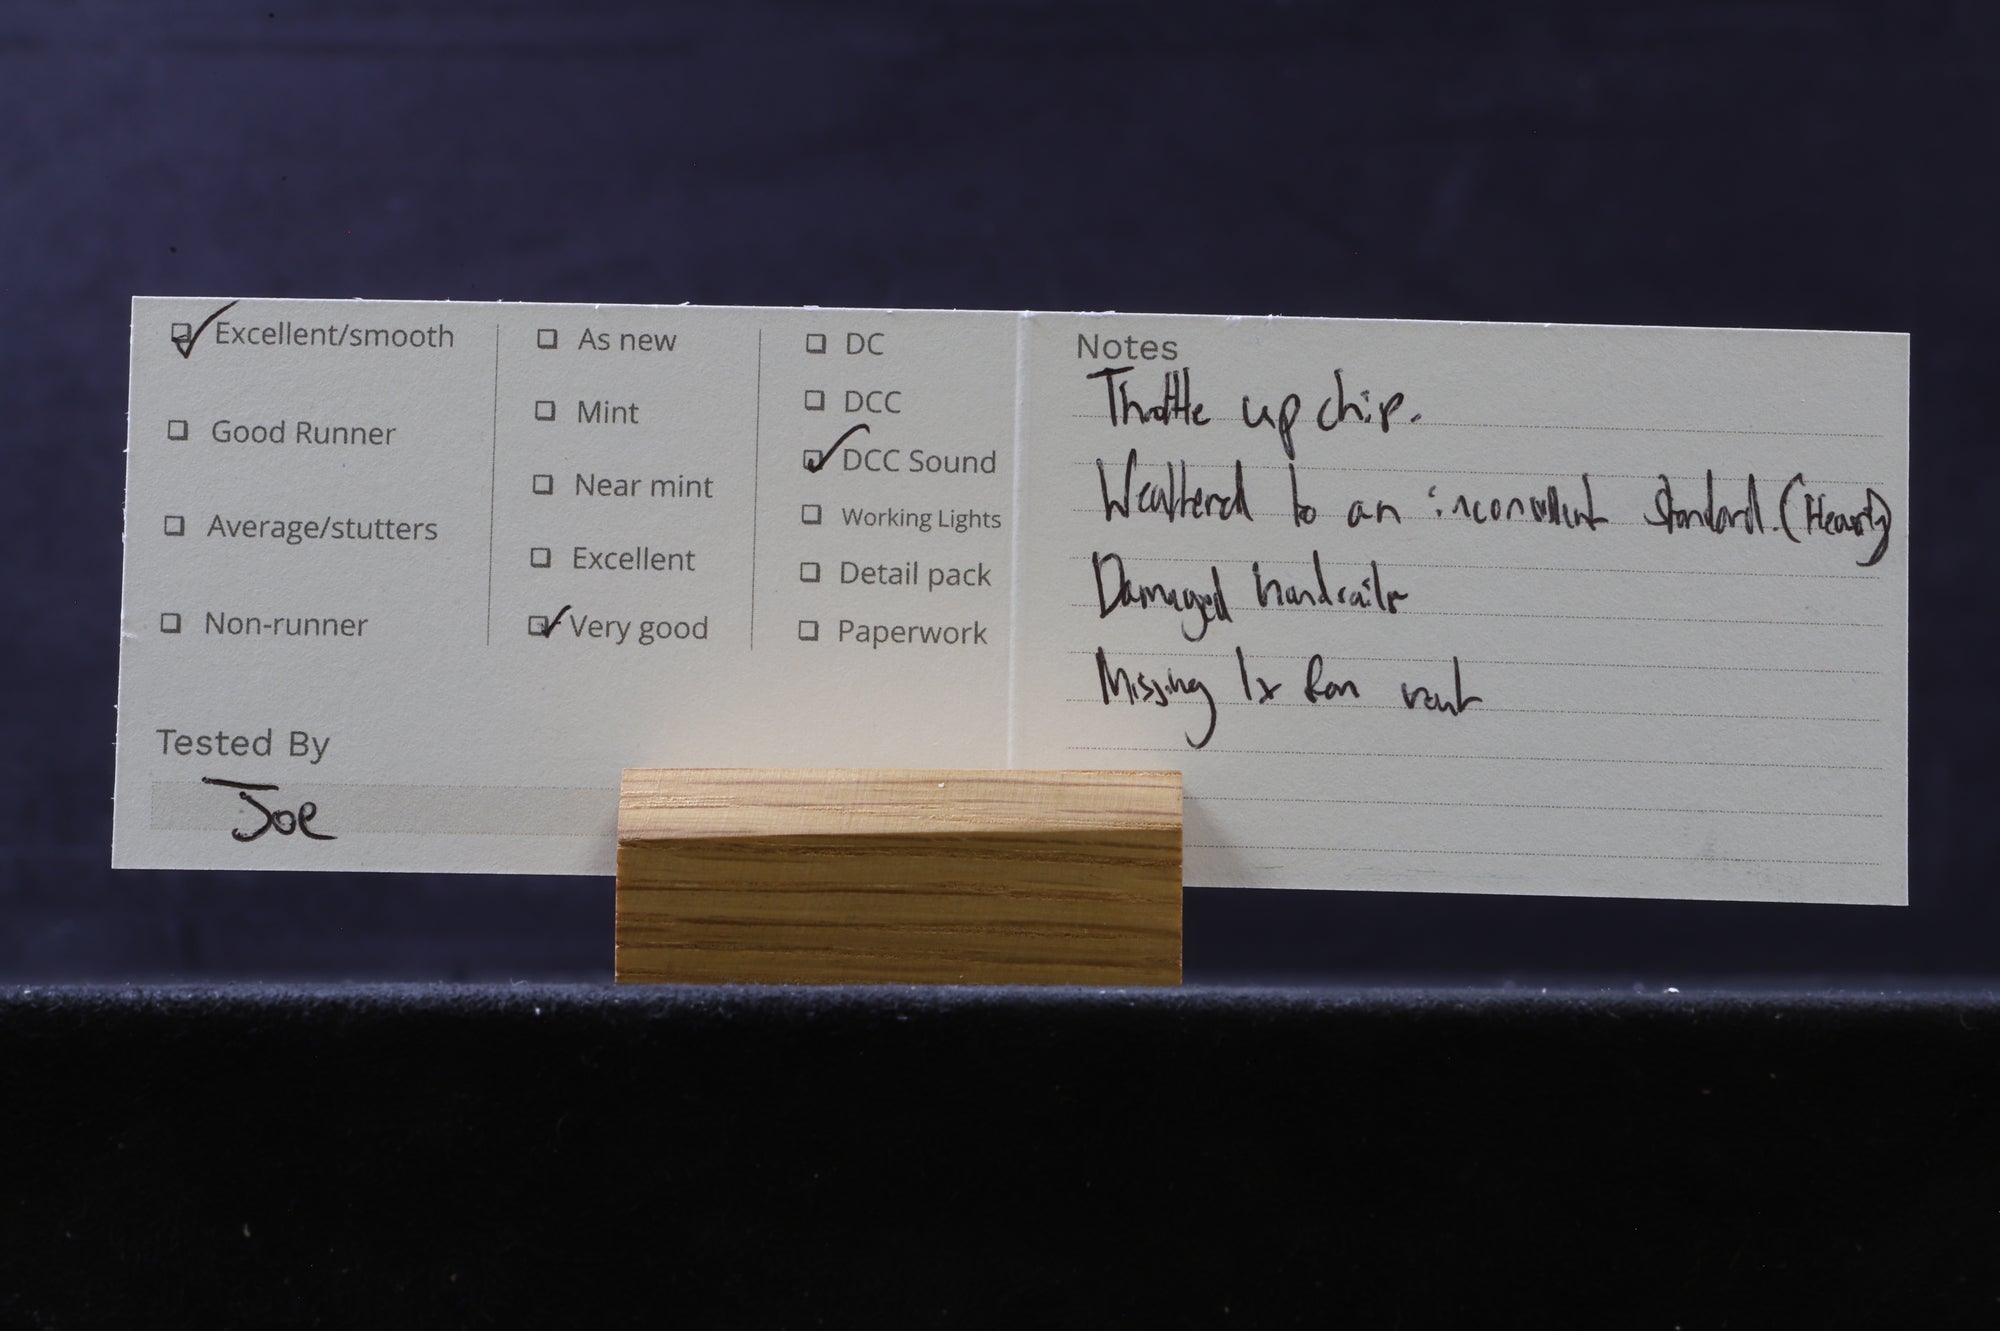 Excellent/smooth
Good Runner
Average/stutters
Non-runner
As new
Mint
Near mint
Excellent
Very good
DC
DCC
DCC Sound
Working Lights
Detail pack
Paperwork
Tested By
Joe
Notes
Throttle up chip.
Weathered to an standard. (Heavy)
Damaged handrails
Missing 1x fan vent